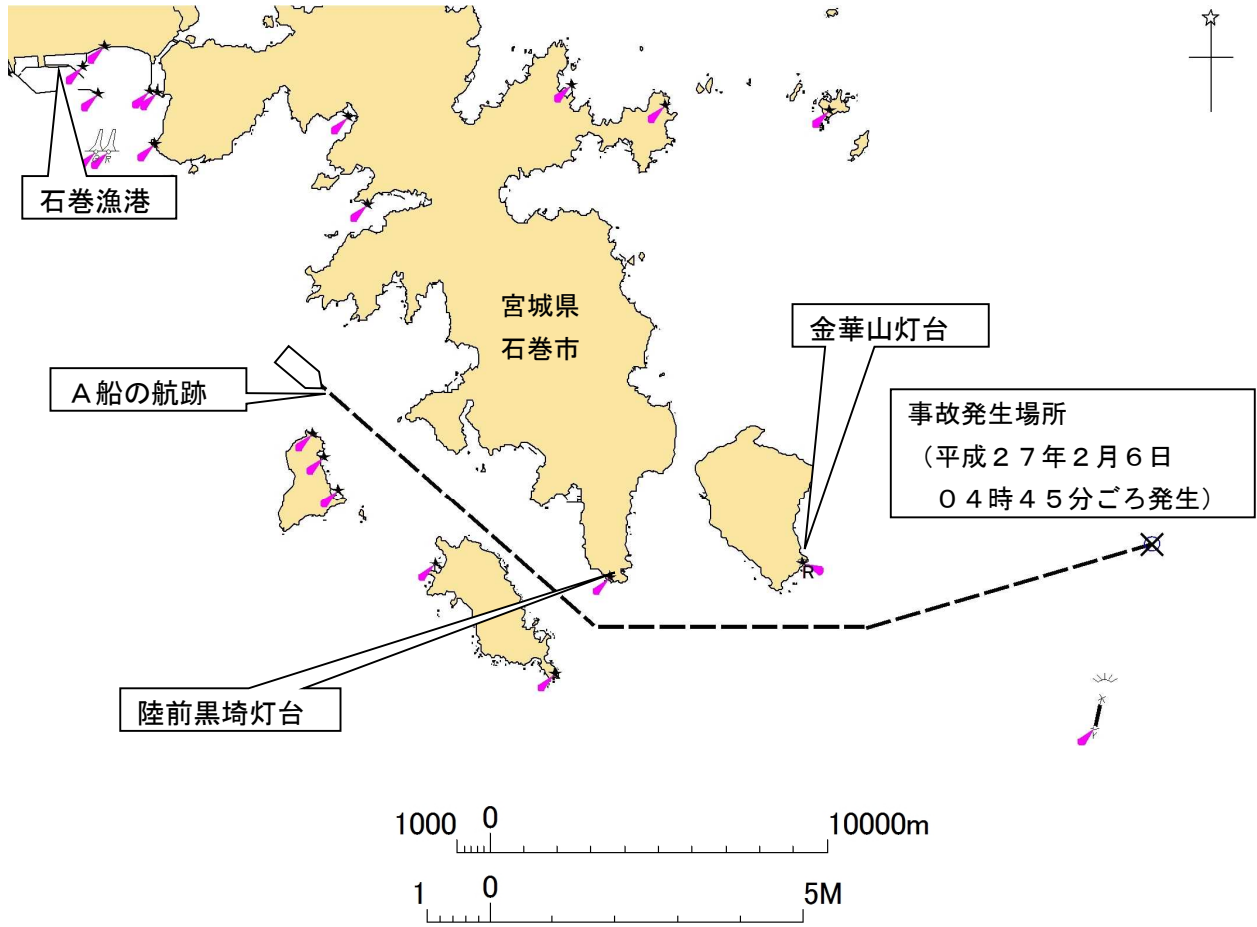 石巻漁港
宮城県
石巻市
金華山灯台
A船の航跡
事故発生場所
（平成２７年２月６日
０４時４５分ごろ発生）
R
陸前黒埼灯台
1000 0 10000m
1 0 5M